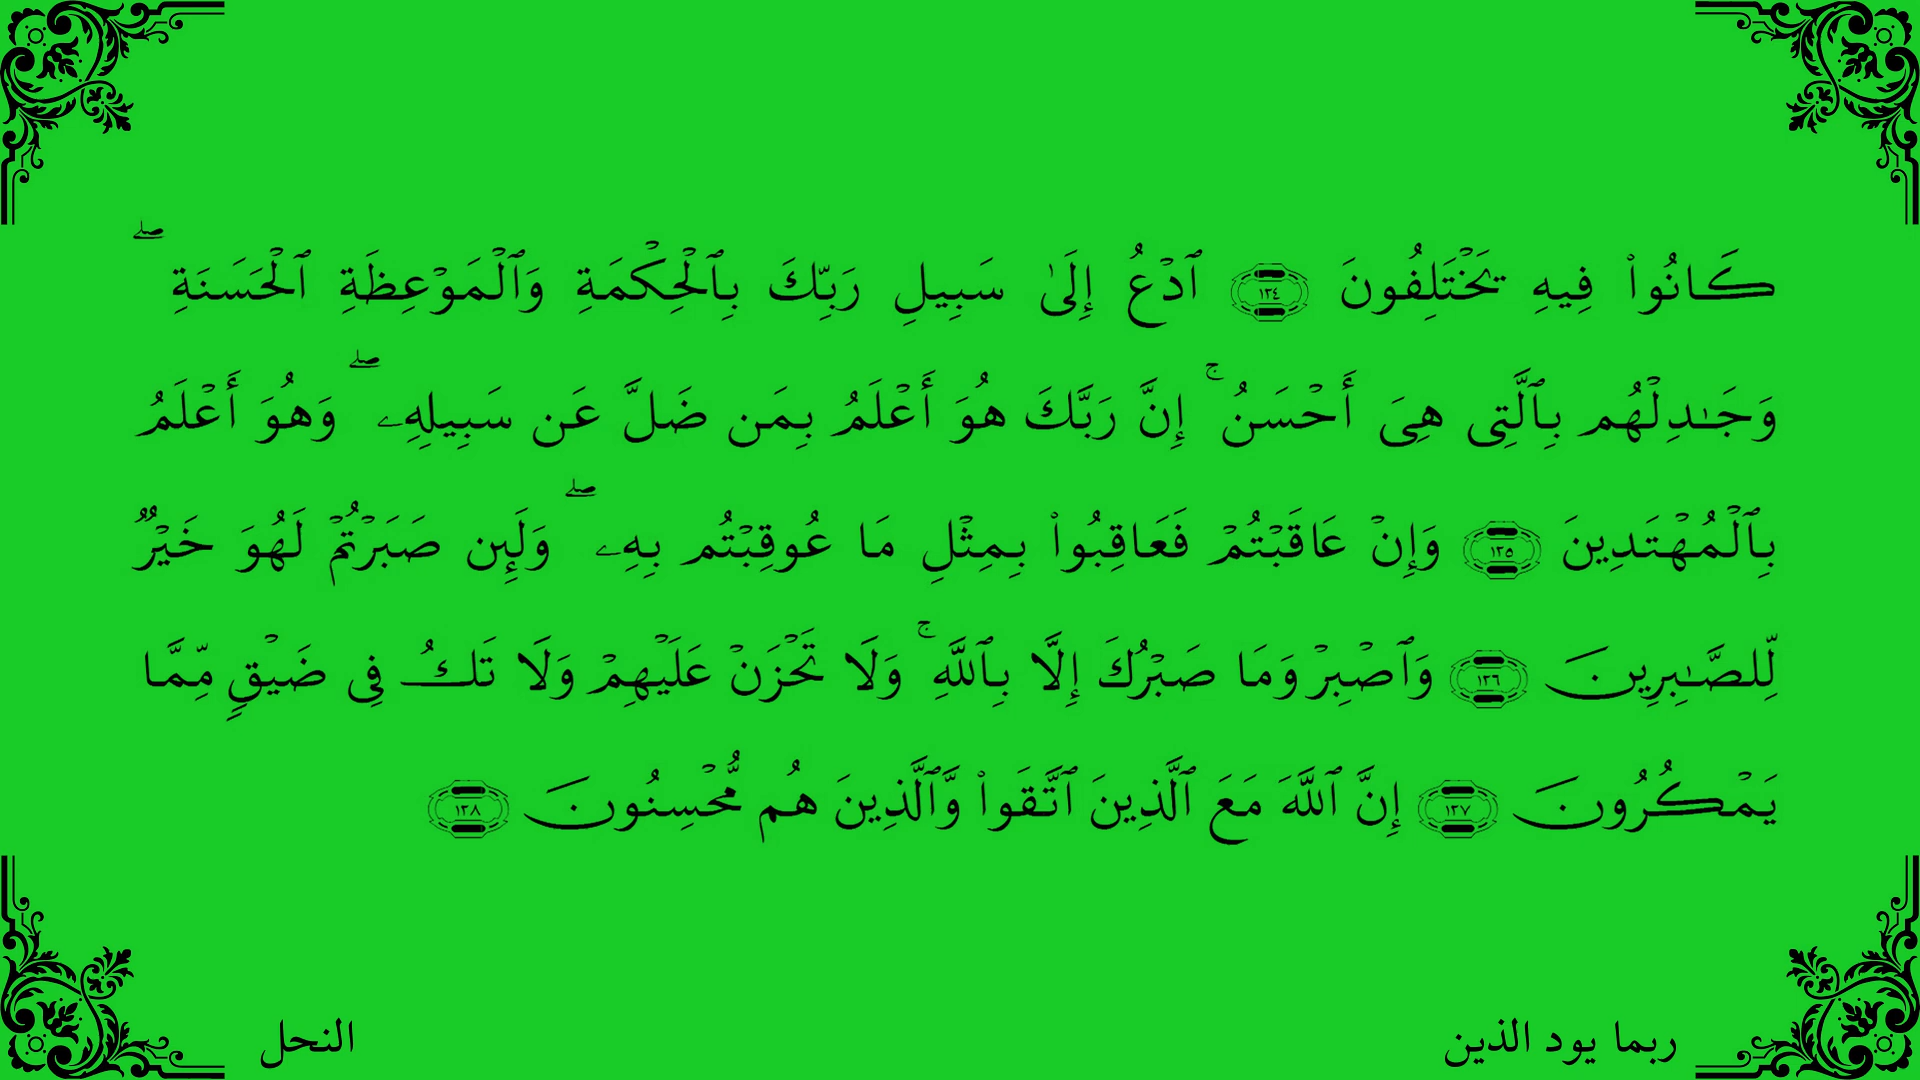 كَانُوا۟ فِيهِ يَخْتَلِفُونَ ١٢٤ ٱدْعُ إِلَىٰ سَبِيلِ رَبِّكَ بِٱلْحِكْمَةِ وَٱلْمَوْعِظَةِ ٱلْحَسَنَةِ ۖ
وَجَـٰدِلْهُم بِٱلَّتِى هِىَ أَحْسَنُ ۚ إِنَّ رَبَّكَ هُوَ أَعْلَمُ بِمَن ضَلَّ عَن سَبِيلِهِۦ ۖ وَهُوَ أَعْلَمُ
بِٱلْمُهْتَدِينَ ١٢٥ وَإِنْ عَاقَبْتُمْ فَعَاقِبُوا۟ بِمِثْلِ مَا عُوقِبْتُم بِهِۦ ۖ وَلَئِن صَبَرْتُمْ لَهُوَ خَيْرٌ
لِّلصَّـٰبِرِينَ ١٢٦ وَٱصْبِرْ وَمَا صَبْرُكَ إِلَّا بِٱللَّهِ ۚ وَلَا تَحْزَنْ عَلَيْهِمْ وَلَا تَكُ فِى ضَيْقٍ مِّمَّا
يَمْكُرُونَ ١٢٧ إِنَّ ٱللَّهَ مَعَ ٱلَّذِينَ ٱتَّقَوا۟ وَّٱلَّذِينَ هُم مُّحْسِنُونَ ١٢٨
ربما يود الذين
النحل